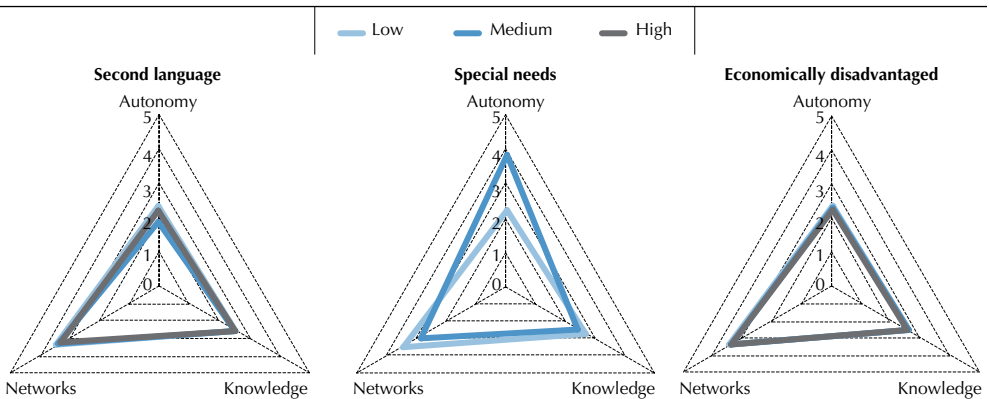 Low Medium High
Second language
Autonomy
5
4
3
2
1
0
Networks Knowledge
Special needs
Autonomy
5
4
3
2
1
0
Networks Knowledge
Economically disadvantaged
Autonomy
5
4
3
2
1
0
Networks Knowledge